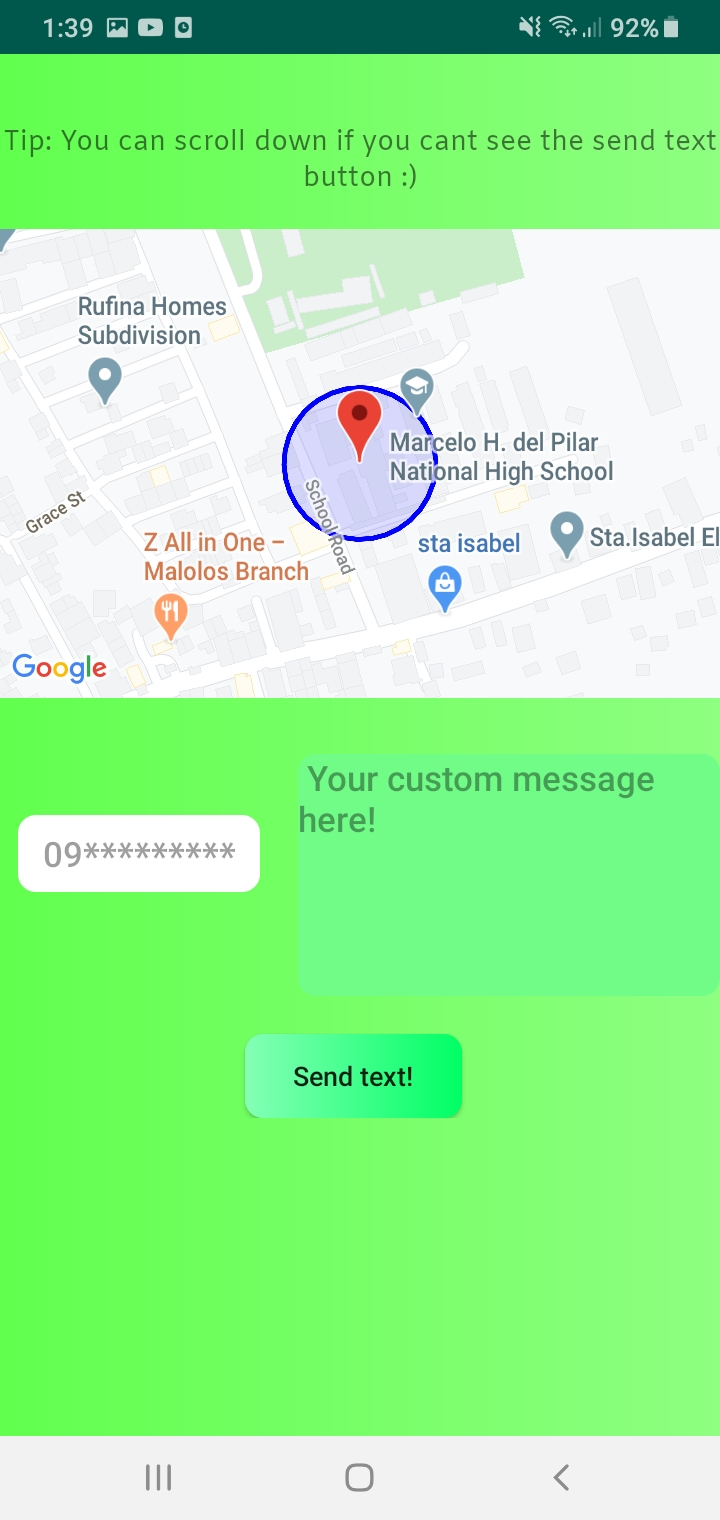 1:39
92%
Tip: You can scroll down if you cant see the send text
button :)
Rufina Homes
Subdivision
Marcelo H. del Pilar
National High School
Grace St
School Road
Z All in One –
Malolos Branch
sta isabel
Sta.Isabel El
Google
Your custom message
here!
09*********
Send text!